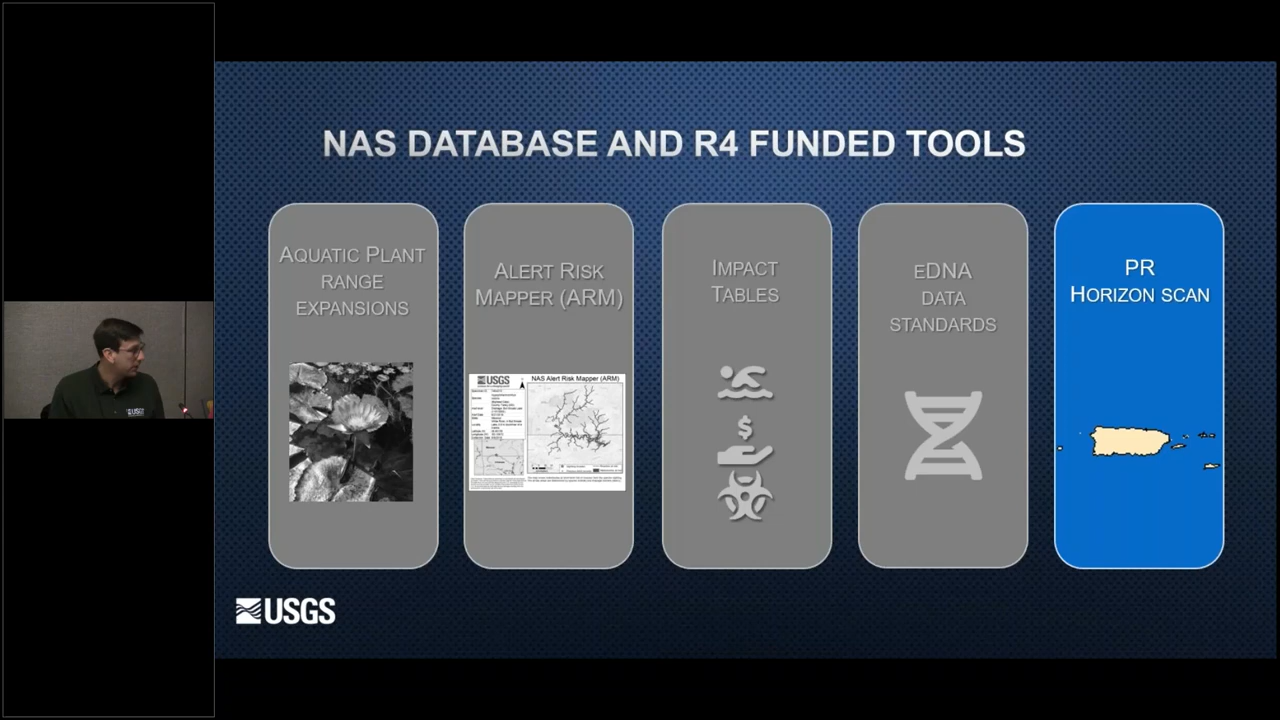 NAS DATABASE AND R4 FUNDED TOOLS
AQUATIC PLANT
RANGE
EXPANSIONS
ALERT RISK
MAPPER (ARM)
USGS
NAS Alert Risk Mapper (ARM)
IMPACT
TABLES
$
EDNA
DATA
STANDARDS
PR
HORIZON SCAN
USGS
USGS